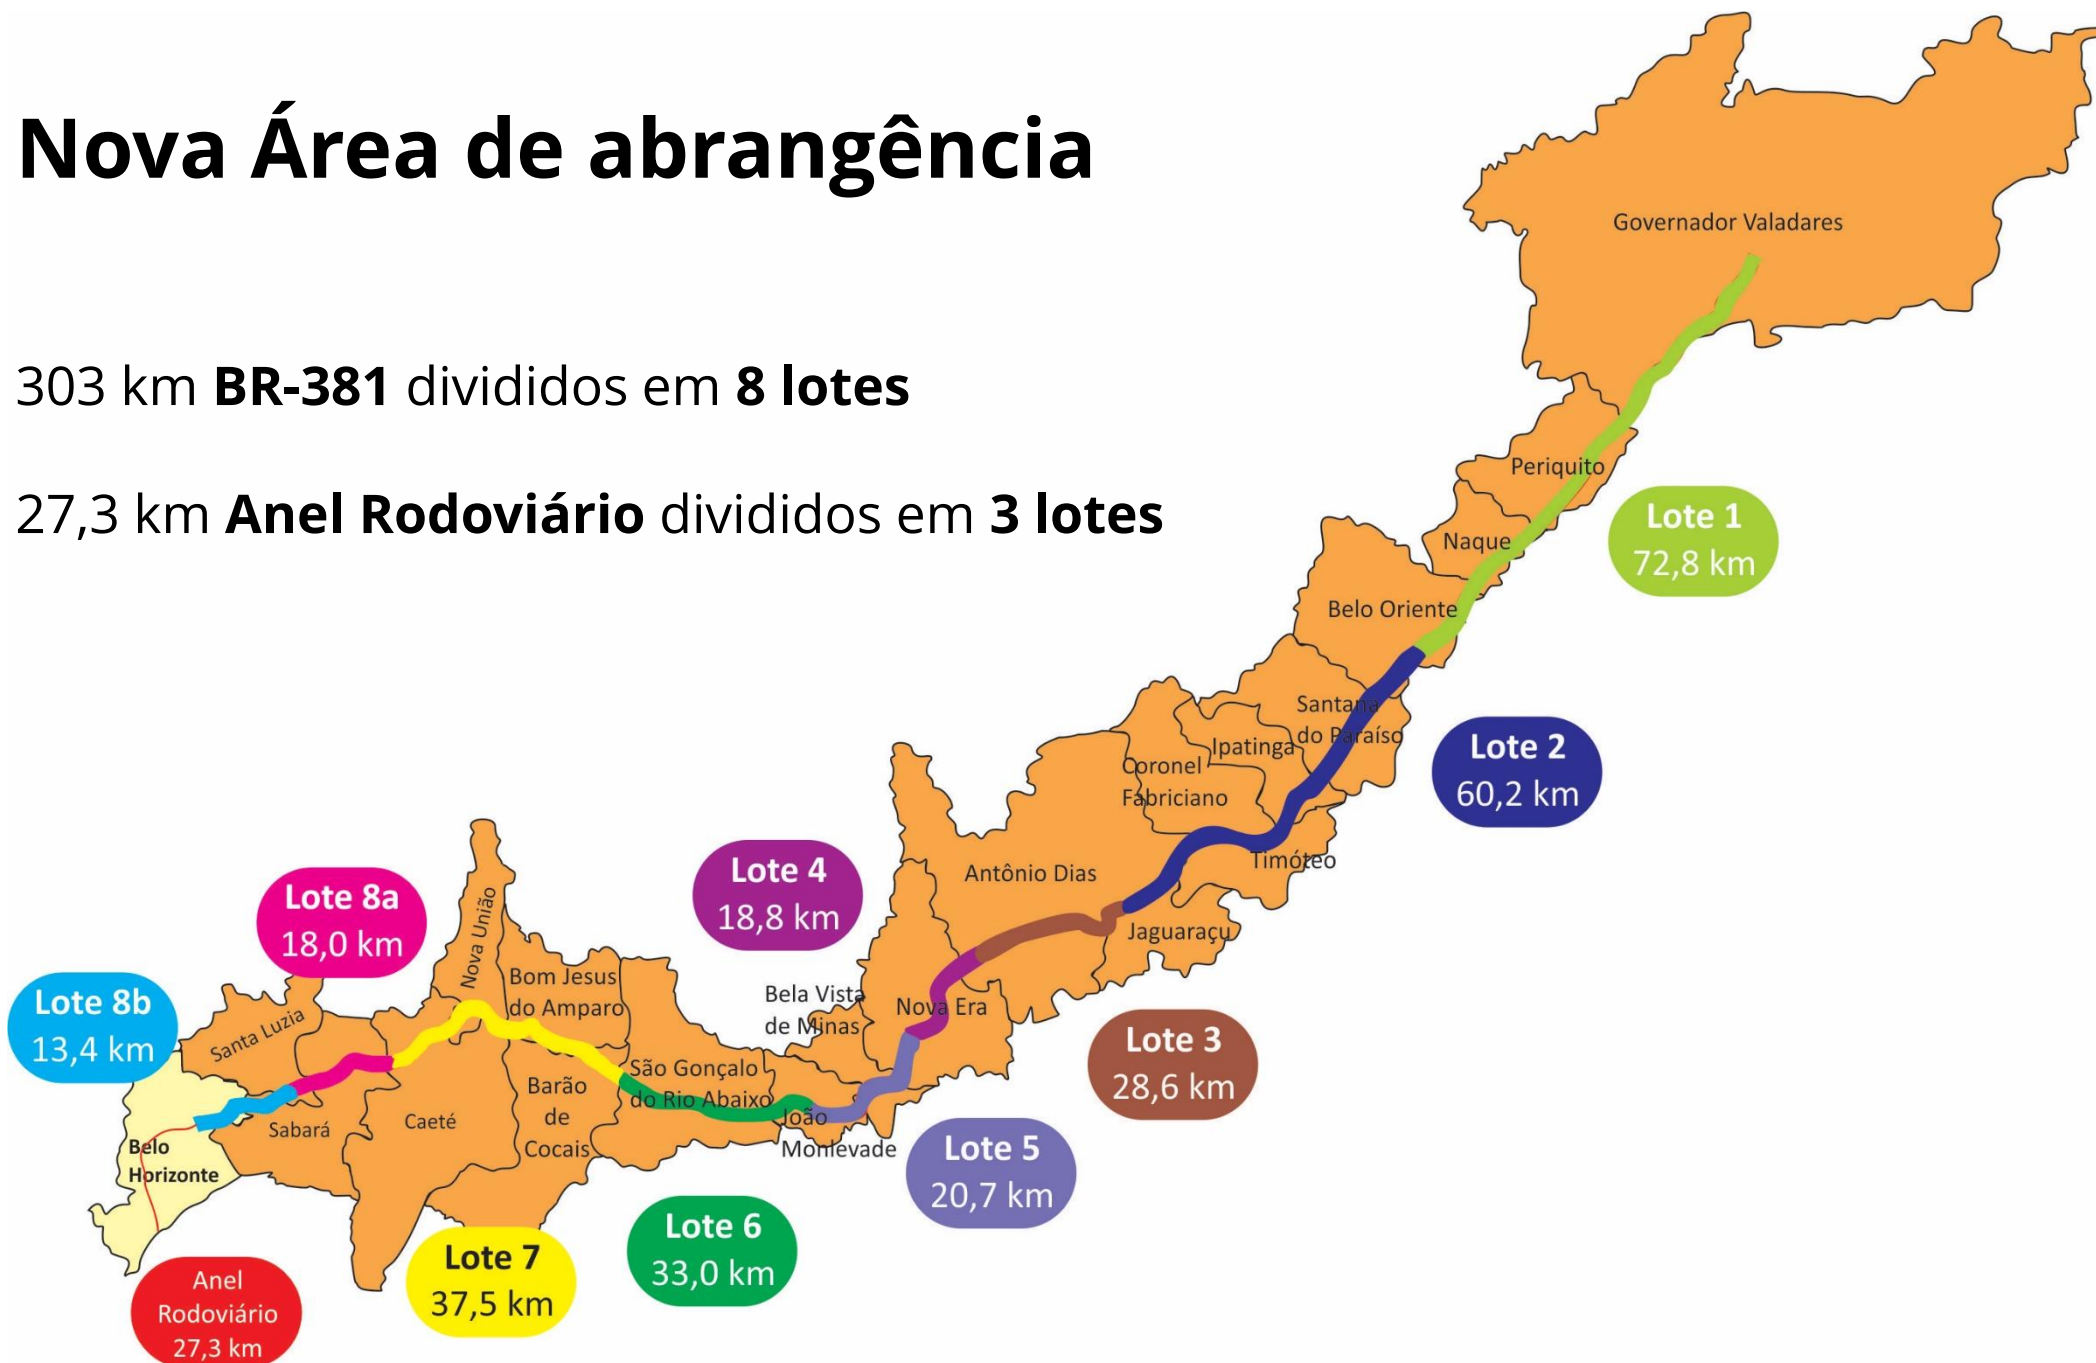 Nova Área de abrangência
303 km BR-381 divididos em 8 lotes
27,3 km Anel Rodoviário divididos em 3 lotes
Governador Valadares
Periquito
Lote 1
72,8 km
Naque
Belo Oriente
Santana
do Paraíso
Ipatinga
Lote 2
60,2 km
Coronel
Fabriciano
Timóteo
Antônio Dias
Jaguaraçu
Lote 4
18,8 km
Lote 8a
18,0 km
Nova União
Bom Jesus
do Amparo
Bela Vista
de Minas
Nova Era
Lote 8b
13,4 km
Santa Luzia
Lote 3
28,6 km
São Gonçalo
do Rio Abaixo
Barão
de
Cocais
João
Monlevade
Caeté
Sabará
Belo
Horizonte
Lote 5
20,7 km
Lote 6
33,0 km
Lote 7
37,5 km
Anel
Rodoviário
27,3 km